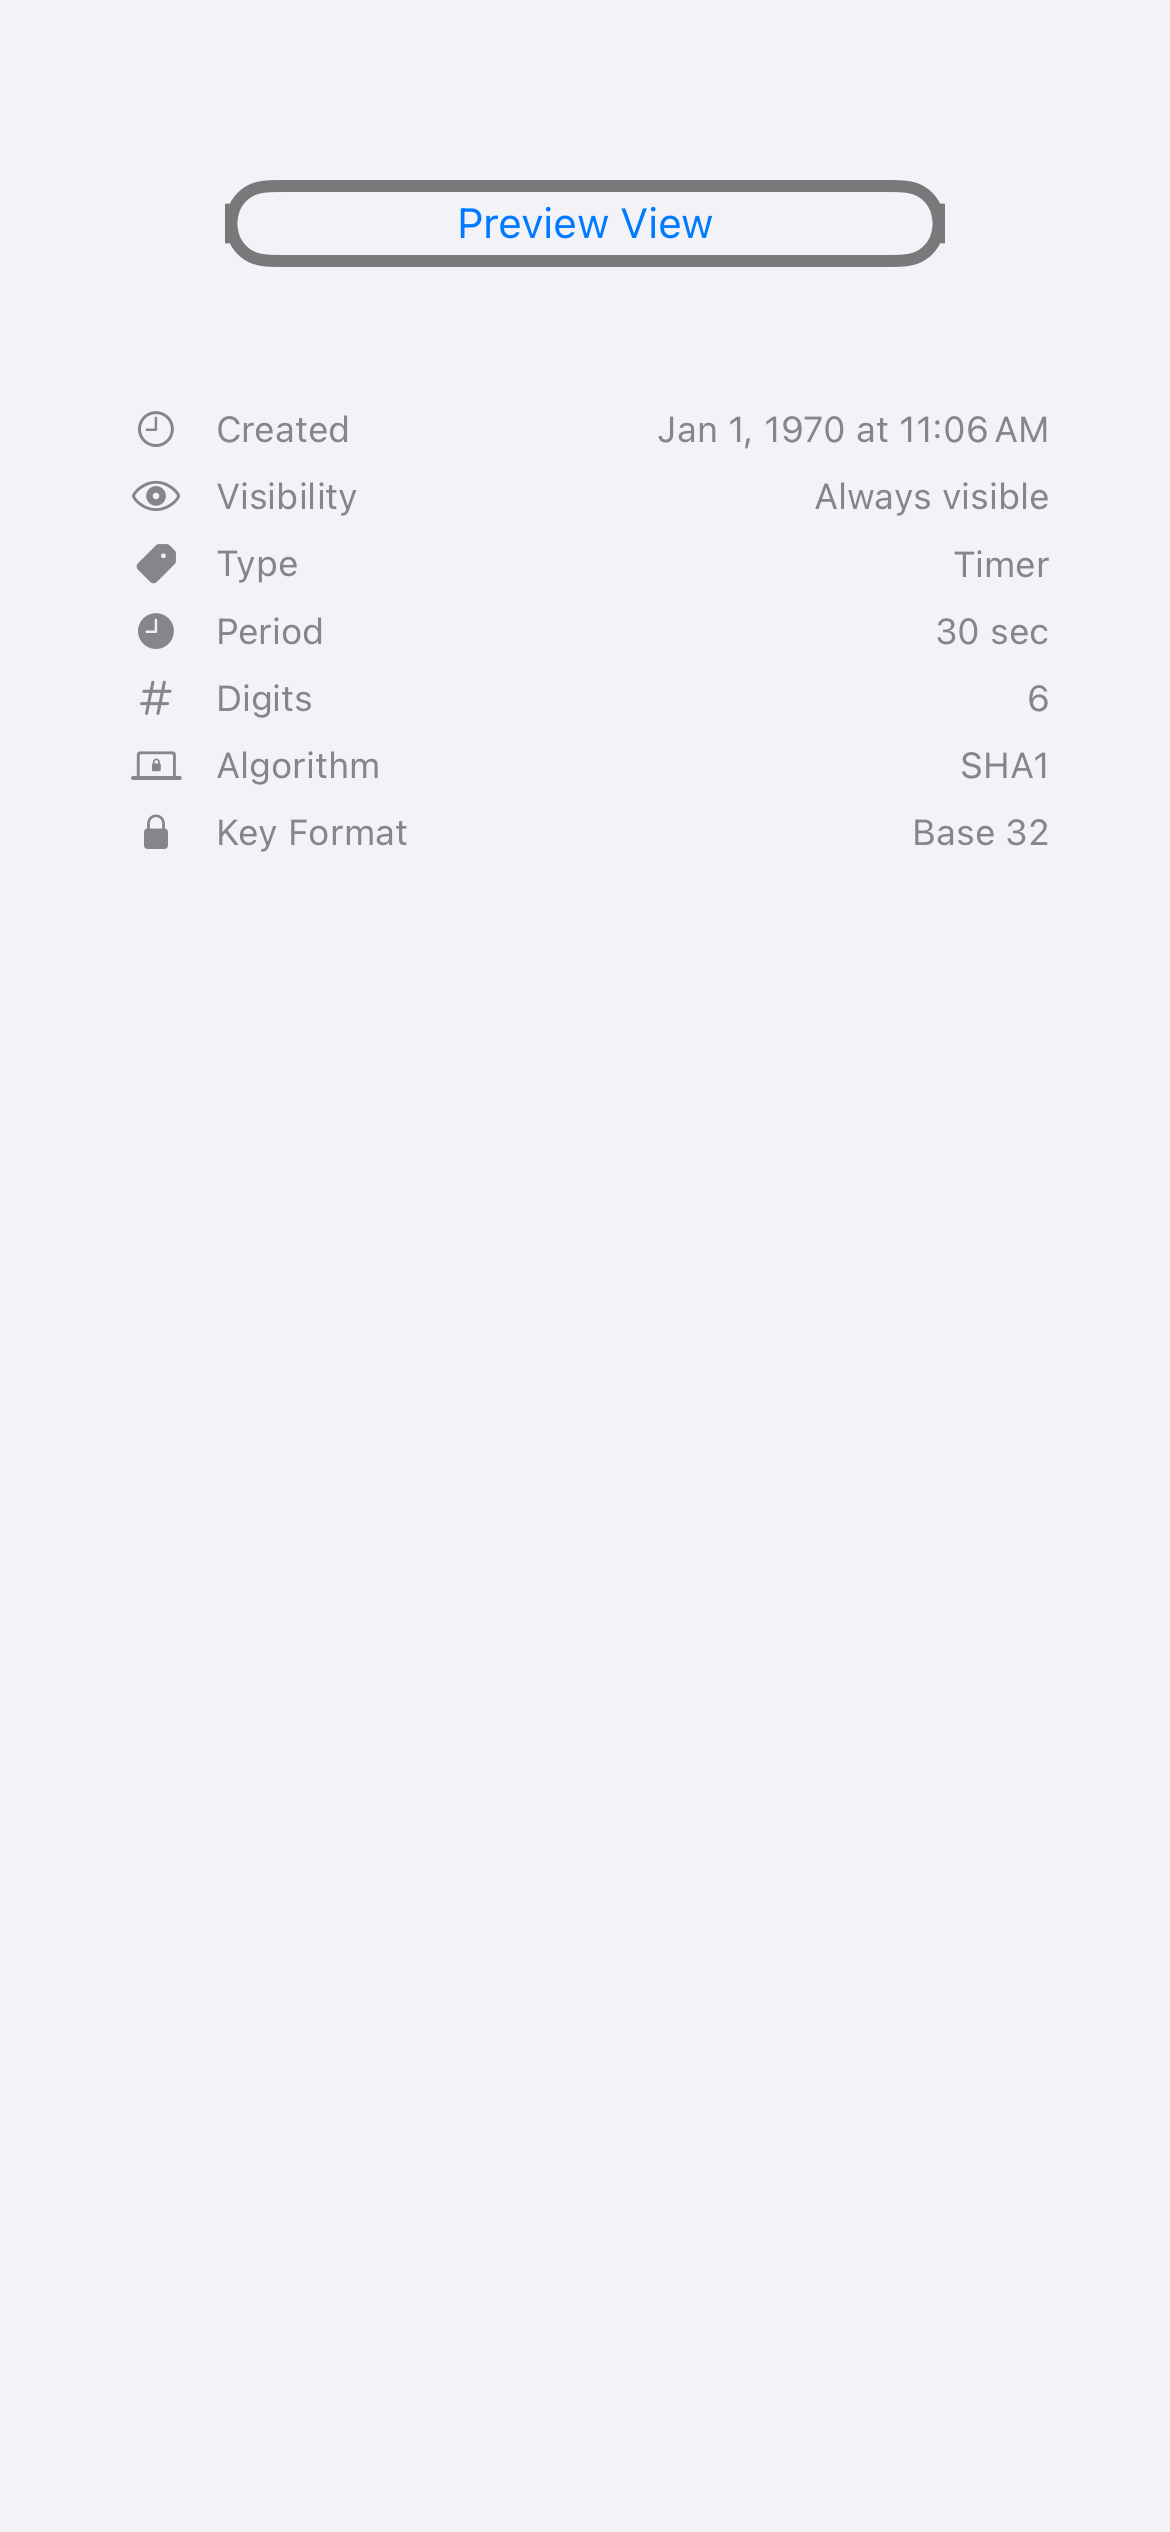 Preview View
Created Jan 1, 1970 at 11:06 AM
Visibility Always visible
Type Timer
Period 30 sec
Digits 6
Algorithm SHA1
Key Format Base 32